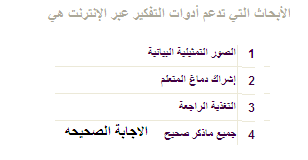 الأبحاث التي تدعم أدوات التفكير عبر الإنترنت هي
1 الصور التمثيلية البيانية
2 إشراك دماغ المتعلم
3 التغذية الراجعة
4 جميع ماذكر صحيح الاجابة الصحيحه